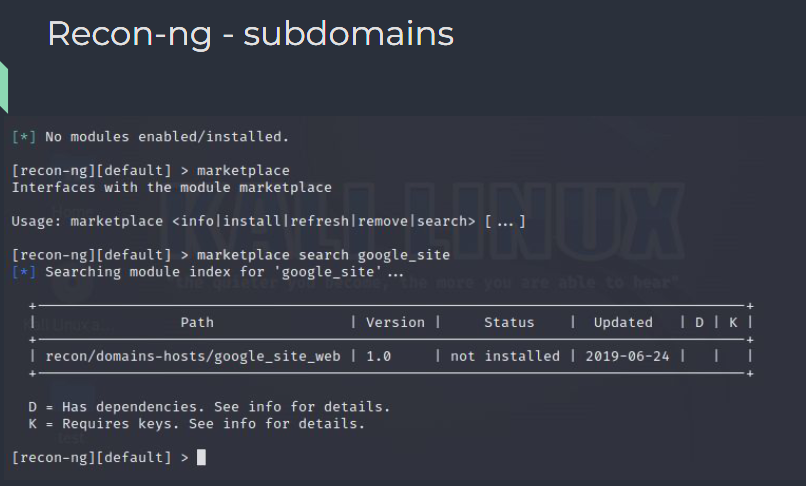 Recon-ng - subdomains
[*] No modules enabled/installed.
[recon-ng][default] > marketplace
Interfaces with the module marketplace
Usage: marketplace <info|install|refresh|remove|search> [...]
[recon-ng][default] > marketplace search google_site
[*] Searching module index for 'google_site'...
| Path | Version | Status | Updated | D | K |
| recon/domains-hosts/google_site_web | 1.0 | not installed | 2019-06-24 | | |
D = Has dependencies. See info for details.
K = Requires keys. See info for details.
[recon-ng][default] >
KALI LINUX
"the quieter you become, the more you are able to hear"